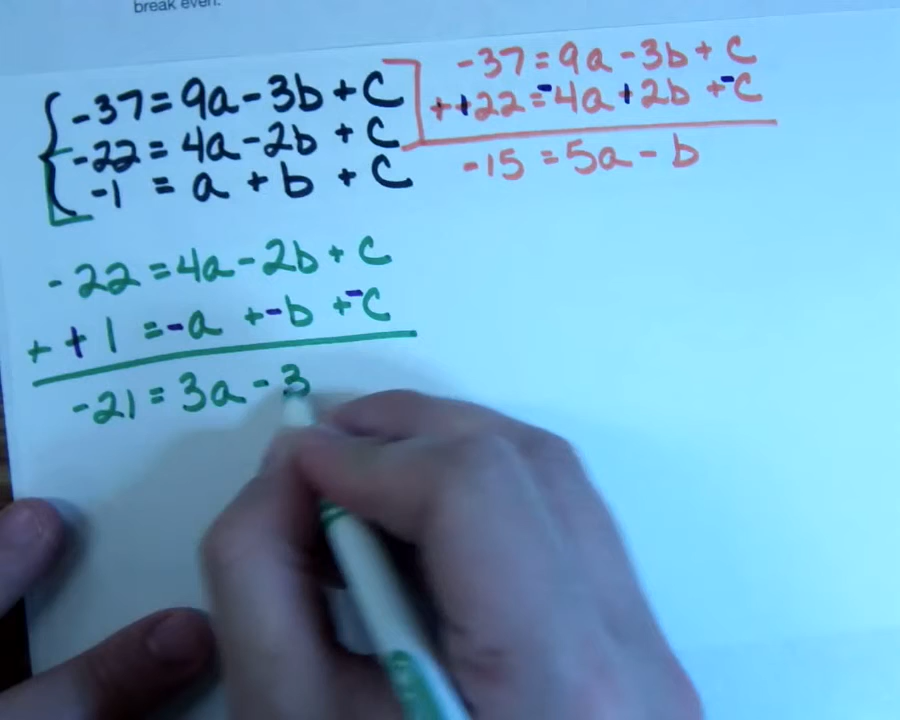 break even.
-37 = 9a - 3b + C
-22 = 4a - 2b + C
-1 = a + b + C
-37 = 9a - 3b + C
+ +22 = -4a + 2b + -C
-15 = 5a - b
-22 = 4a - 2b + C
+ +1 = -a + -b + -C
-21 = 3a - 3